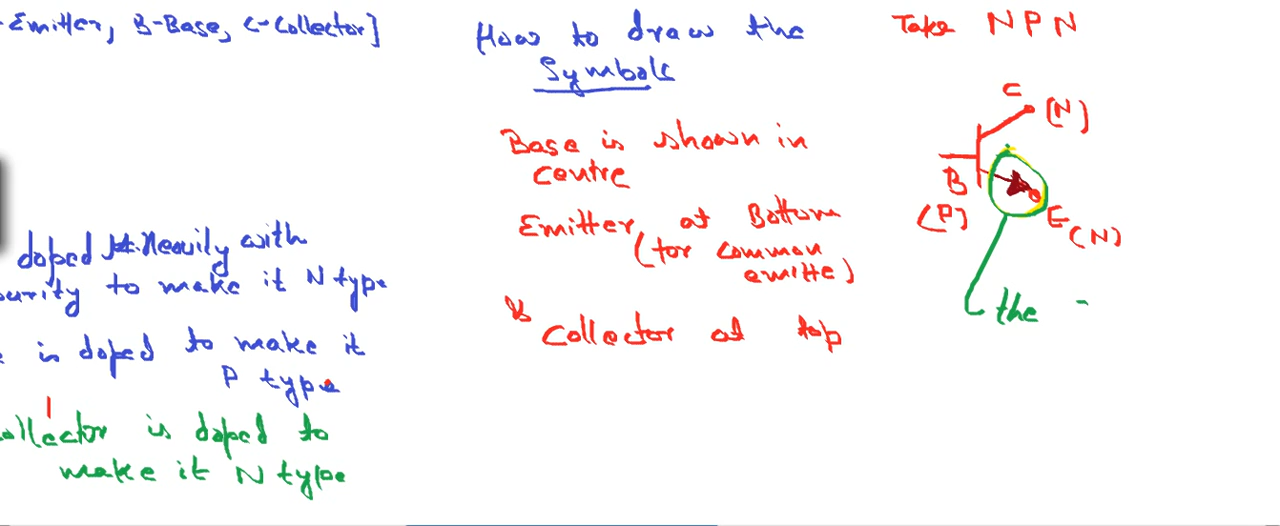 -Emitter, B-Base, C-Collector]
doped Heavily with
purity to make it N type
is doped to make it
P type
ollector is doped to
make it N type
How to draw the
Symbols
Base is shown in
centre
Emitter at Bottom
(for common
emitte)
&
Collector at top
Take N P N
C
(N)
B
(P)
E
(N)
the